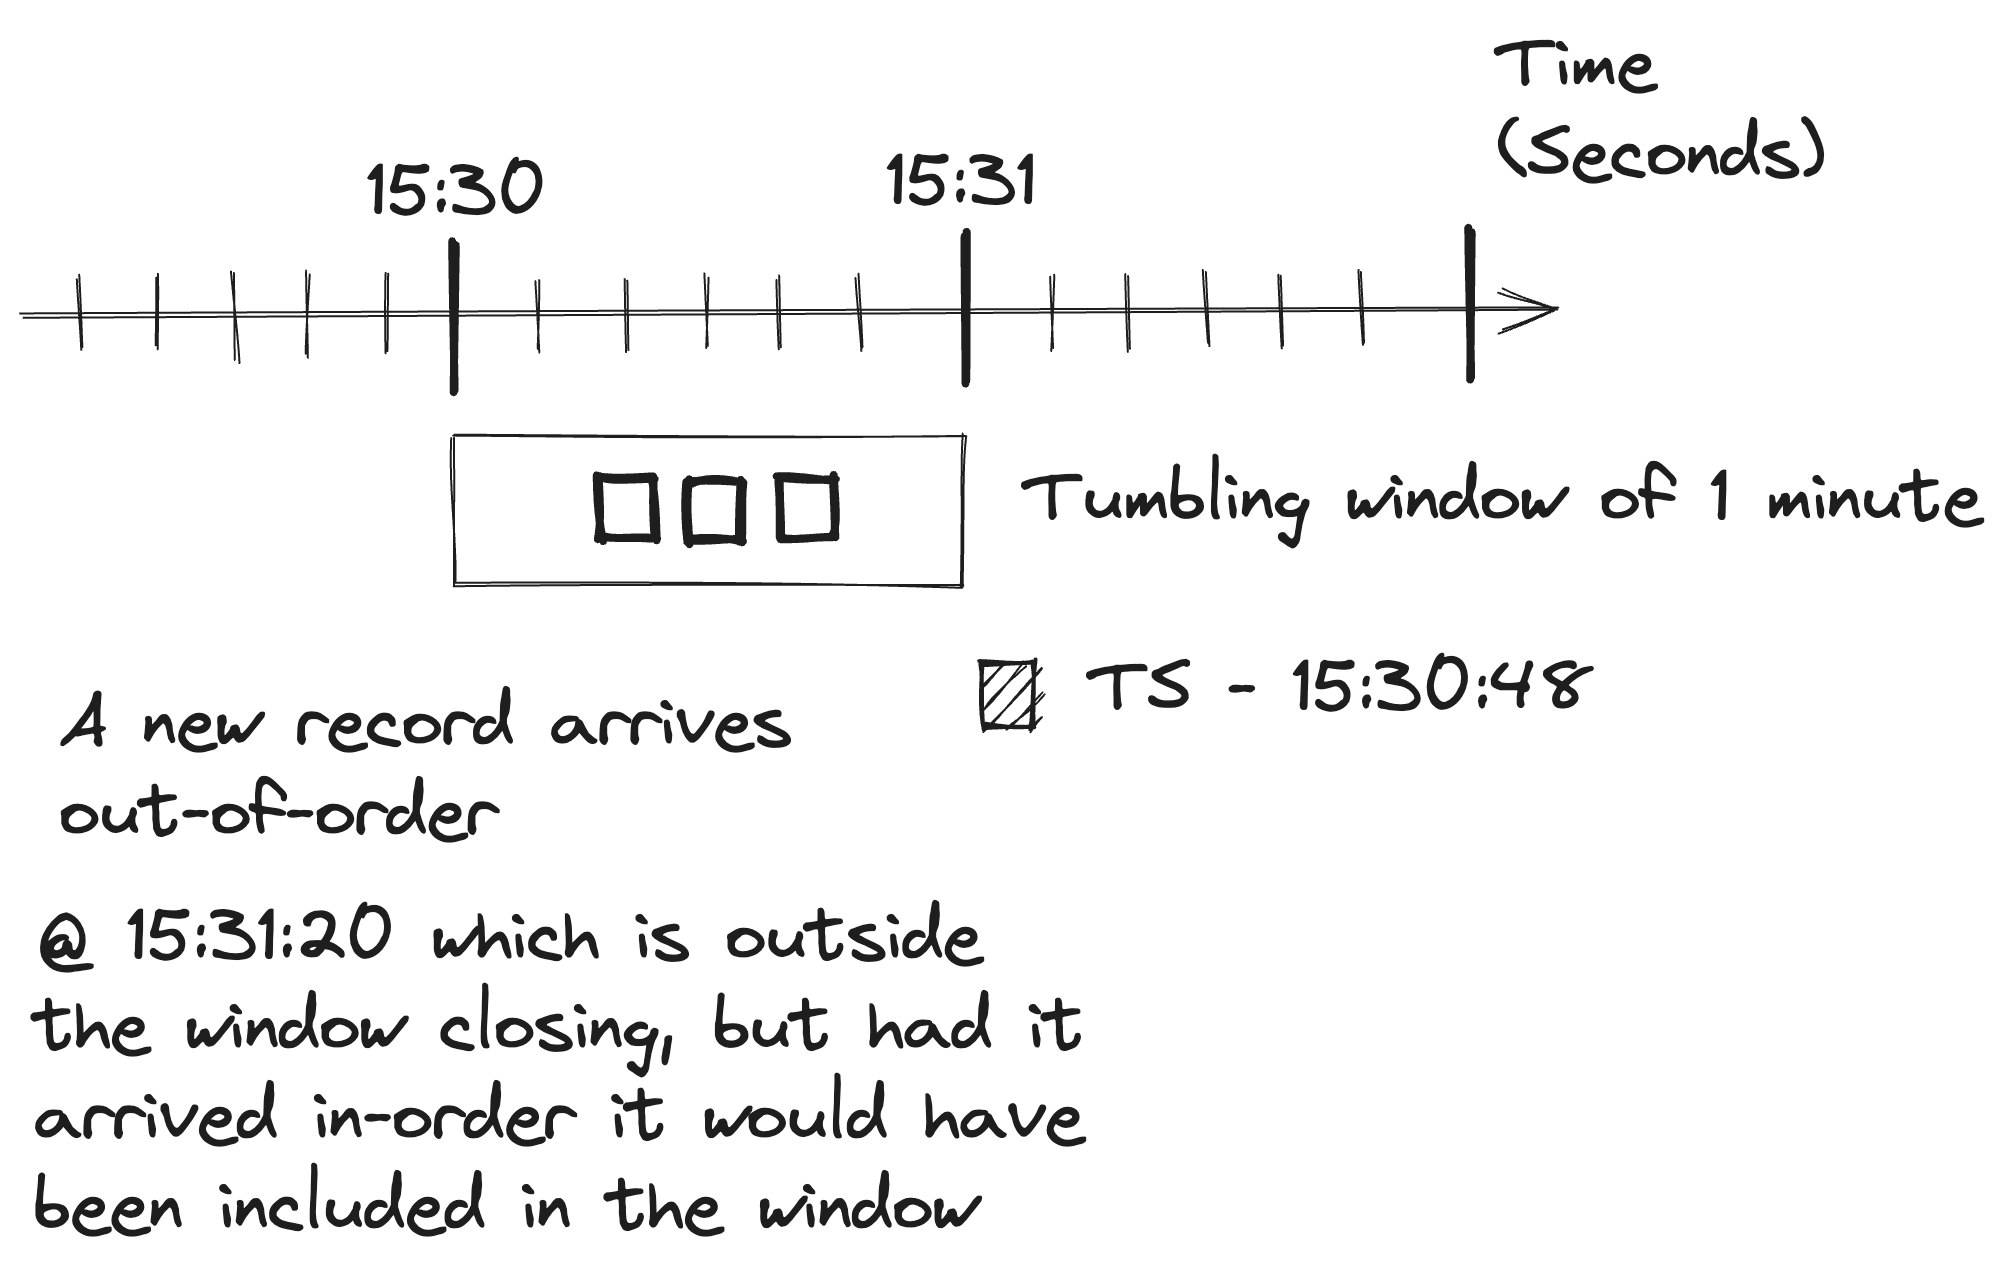 Time
(Seconds)
15:30
15:31
Tumbling window of 1 minute
TS - 15:30:48
A new record arrives
out-of-order
@ 15:31:20 which is outside
the window closing, but had it
arrived in-order it would have
been included in the window